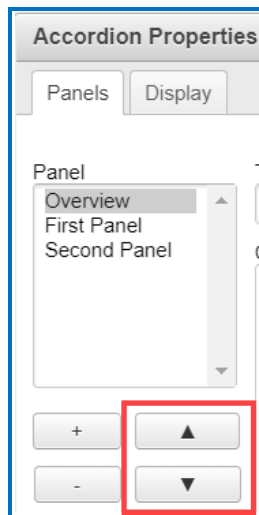 Accordion Properties
Panels Display
Panel
Overview
First Panel
Second Panel
+ ▲
- ▼